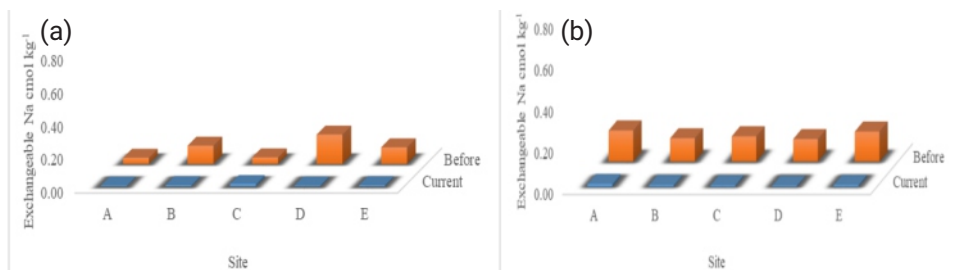 (a)
Exchangeable Na cmol kg⁻¹
0.80
0.60
0.40
0.20
0.00
A B C D E
Before
Current
Site
(b)
Exchangeable Na cmol kg⁻¹
0.80
0.60
0.40
0.20
0.00
A B C D E
Before
Current
Site